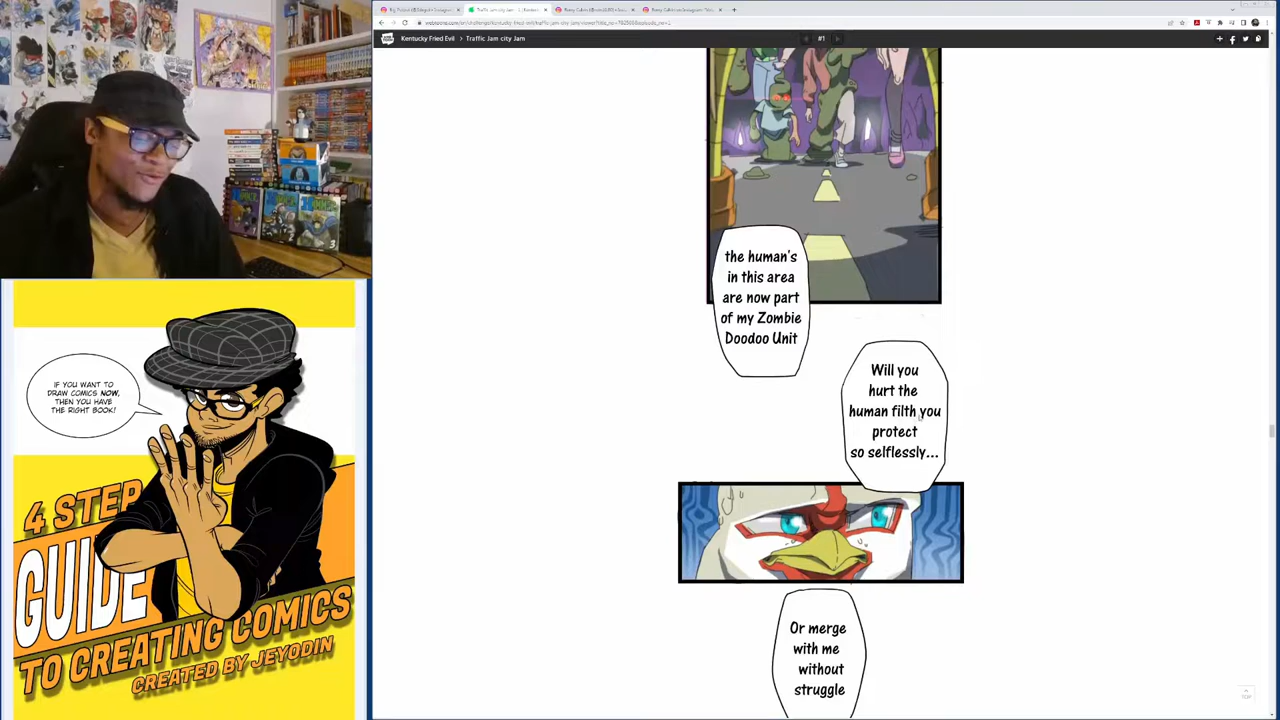 Kentucky Fried Evil > Traffic Jam city Jam
#1
the human's
in this area
are now part
of my Zombie
Doodoo Unit
Will you
hurt the
human filth you
protect
so selflessly...
Or merge
with me
without
struggle
TOP
IF YOU WANT TO
DRAW COMICS NOW,
THEN YOU HAVE
THE RIGHT BOOK!
4 STEP
GUIDE
TO CREATING COMICS
CREATED BY JEYODIN